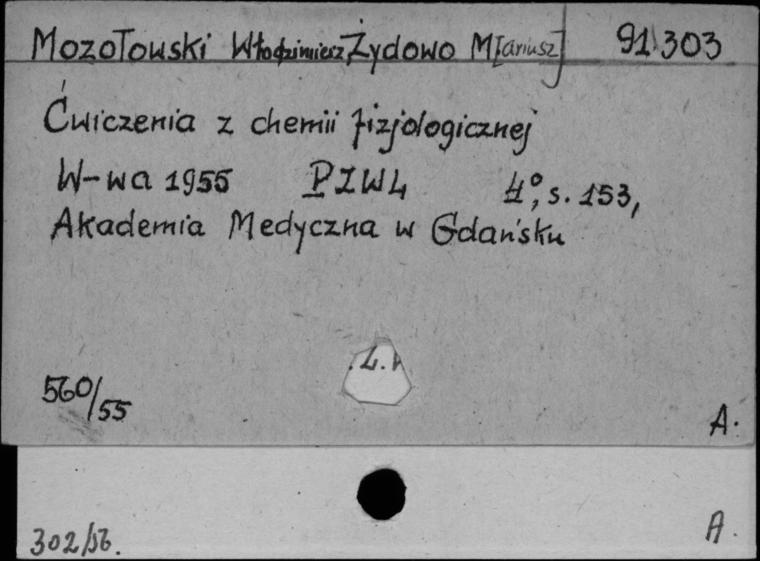 Mozołowski Włodzimierz, Żydowo M[ariusz] 91303
Ćwiczenia z chemii fizjologicznej
W-wa 1955 PZWL 4°, s. 153,
Akademia Medyczna w Gdańsku
560/55
A.
302/56.
A.